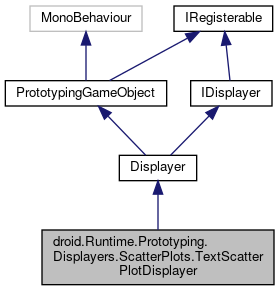 MonoBehaviour
IRegisterable
PrototypingGameObject
IDisplayer
Displayer
droid.Runtime.Prototyping.
Displayers.ScatterPlots.TextScatter
PlotDisplayer